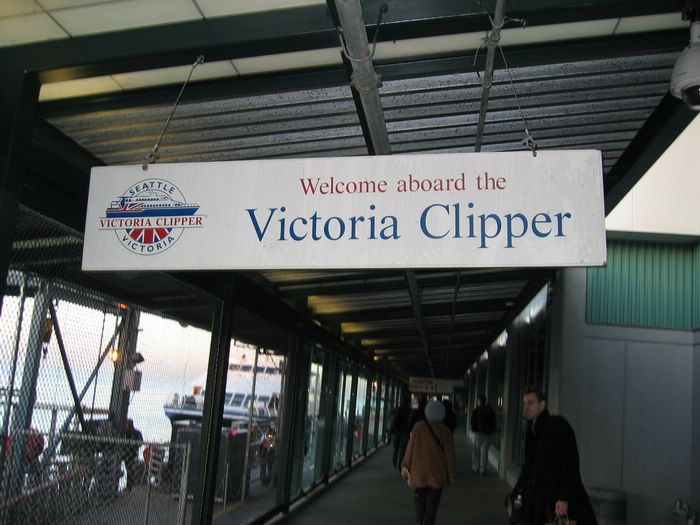 SEATTLE
VICTORIA CLIPPER
VICTORIA
Welcome aboard the
Victoria Clipper